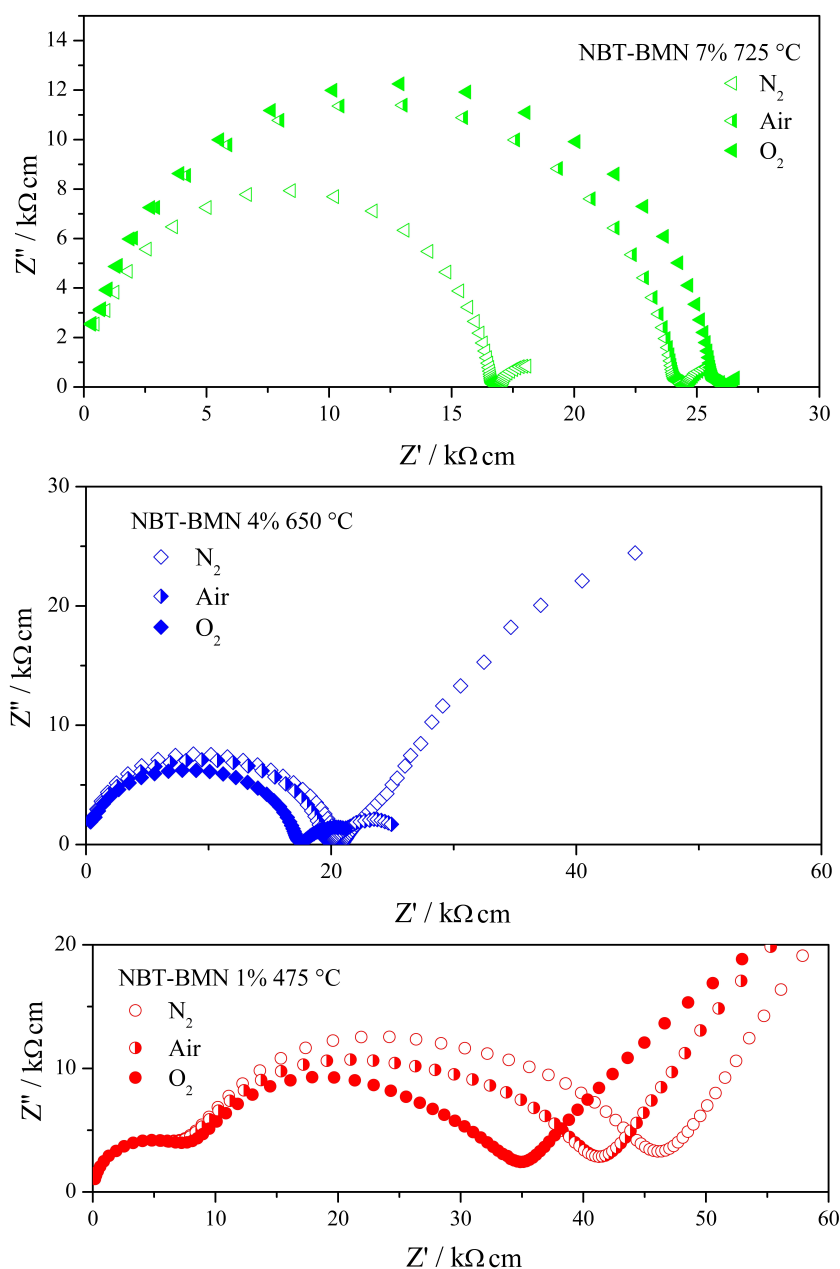 NBT-BMN 7% 725 °C
N₂
Air
O₂
Z'' / kΩ cm
14
12
10
8
6
4
2
0
0 5 10 15 20 25 30
Z' / kΩ cm
NBT-BMN 4% 650 °C
N₂
Air
O₂
Z'' / kΩ cm
30
20
10
0
0 20 40 60
Z' / kΩ cm
NBT-BMN 1% 475 °C
N₂
Air
O₂
Z'' / kΩ cm
20
10
0
0 10 20 30 40 50 60
Z' / kΩ cm